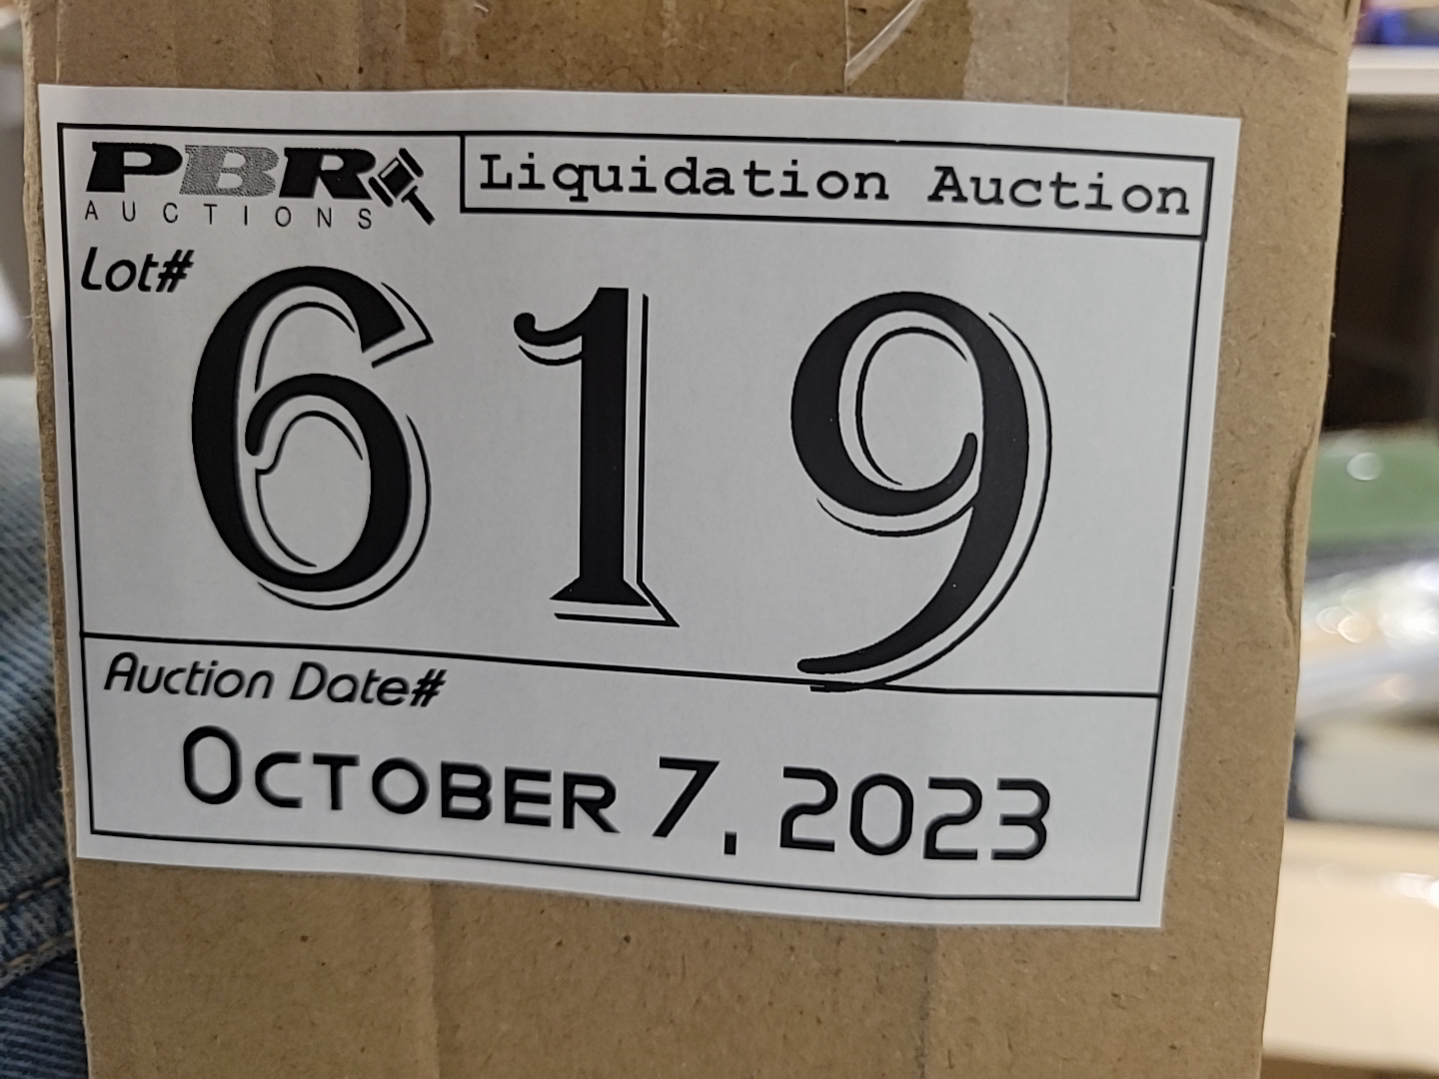 PBR
AUCTIONS
Liquidation Auction
Lot#
619
Auction Date#
OCTOBER 7, 2023